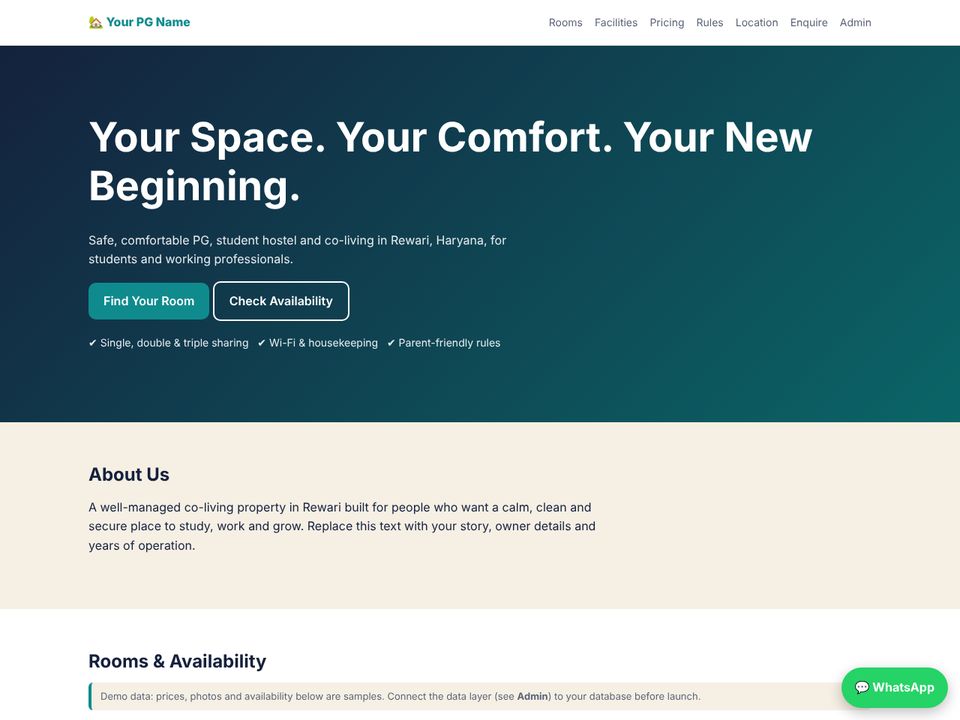 🏡 Your PG Name
Rooms Facilities Pricing Rules Location Enquire Admin
Your Space. Your Comfort. Your New
Beginning.
Safe, comfortable PG, student hostel and co-living in Rewari, Haryana, for
students and working professionals.
Find Your Room Check Availability
✔ Single, double & triple sharing ✔ Wi-Fi & housekeeping ✔ Parent-friendly rules
About Us
A well-managed co-living property in Rewari built for people who want a calm, clean and
secure place to study, work and grow. Replace this text with your story, owner details and
years of operation.
Rooms & Availability
Demo data: prices, photos and availability below are samples. Connect the data layer (see Admin) to your database before launch.
💬 WhatsApp